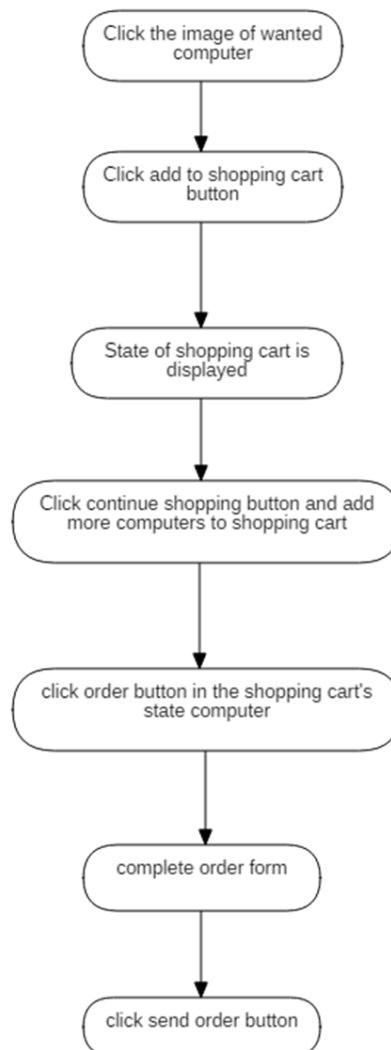 Click the image of wanted
computer
Click add to shopping cart
button
State of shopping cart is
displayed
Click continue shopping button and add
more computers to shopping cart
click order button in the shopping cart's
state computer
complete order form
click send order button